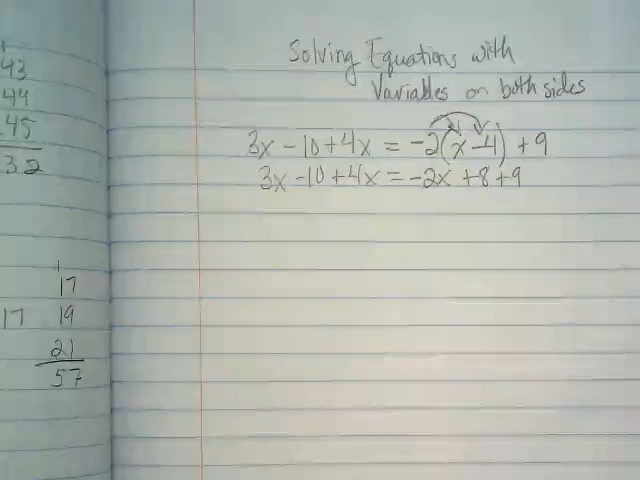 43
44
45
32
17
17 19
21
57
Solving Equations with
Variables on both sides
3x - 10 + 4x = -2(x - 4) + 9
3x - 10 + 4x = -2x + 8 + 9